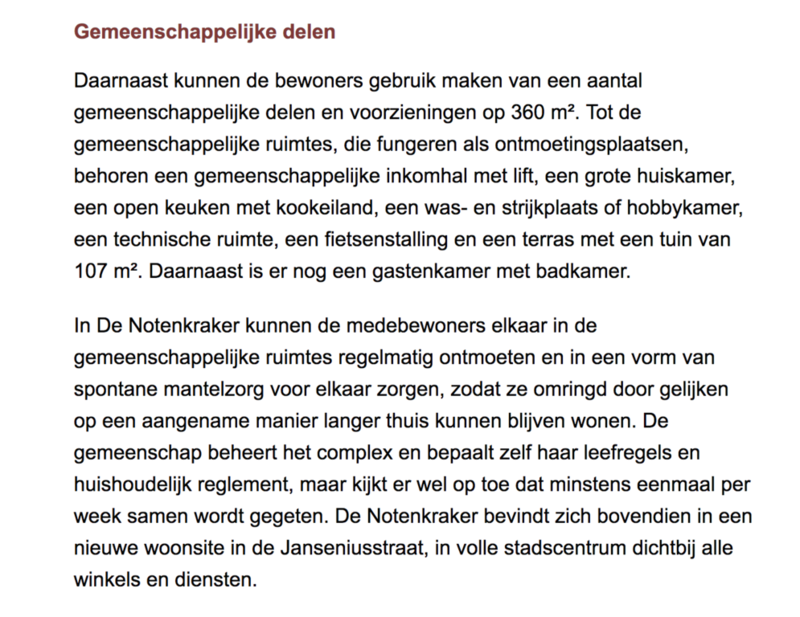 Gemeenschappelijke delen
Daarnaast kunnen de bewoners gebruik maken van een aantal
gemeenschappelijke delen en voorzieningen op 360 m². Tot de
gemeenschappelijke ruimtes, die fungeren als ontmoetingsplaatsen,
behoren een gemeenschappelijke inkomhal met lift, een grote huiskamer,
een open keuken met kookeiland, een was- en strijkplaats of hobbykamer,
een technische ruimte, een fietsenstalling en een terras met een tuin van
107 m². Daarnaast is er nog een gastenkamer met badkamer.
In De Notenkraker kunnen de medebewoners elkaar in de
gemeenschappelijke ruimtes regelmatig ontmoeten en in een vorm van
spontane mantelzorg voor elkaar zorgen, zodat ze omringd door gelijken
op een aangename manier langer thuis kunnen blijven wonen. De
gemeenschap beheert het complex en bepaalt zelf haar leefregels en
huishoudelijk reglement, maar kijkt er wel op toe dat minstens eenmaal per
week samen wordt gegeten. De Notenkraker bevindt zich bovendien in een
nieuwe woonsite in de Janseniusstraat, in volle stadscentrum dichtbij alle
winkels en diensten.